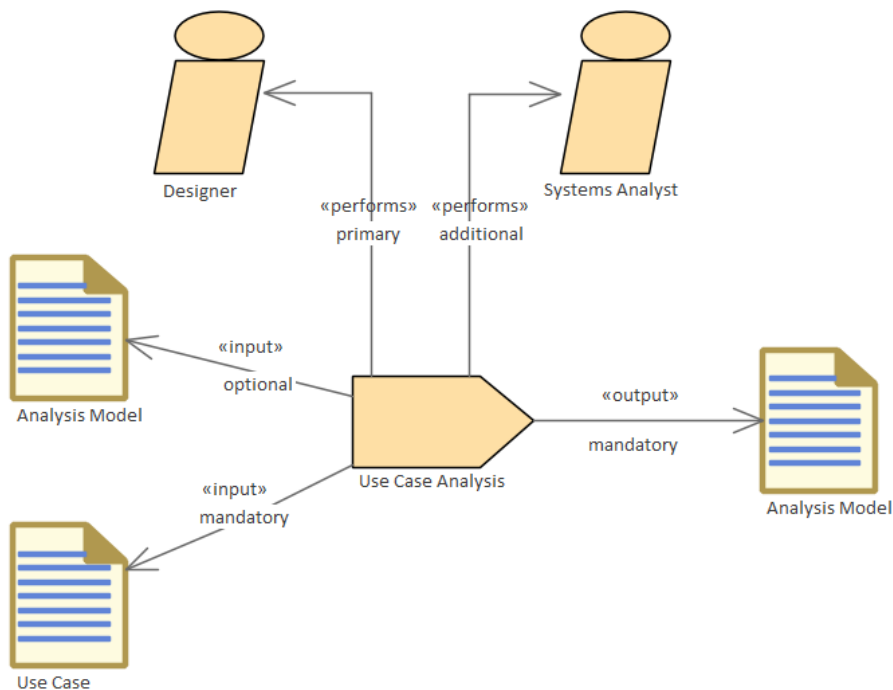 Designer
Systems Analyst
«performs»
primary
«performs»
additional
«input»
optional
Analysis Model
«output»
mandatory
Use Case Analysis
Analysis Model
«input»
mandatory
Use Case